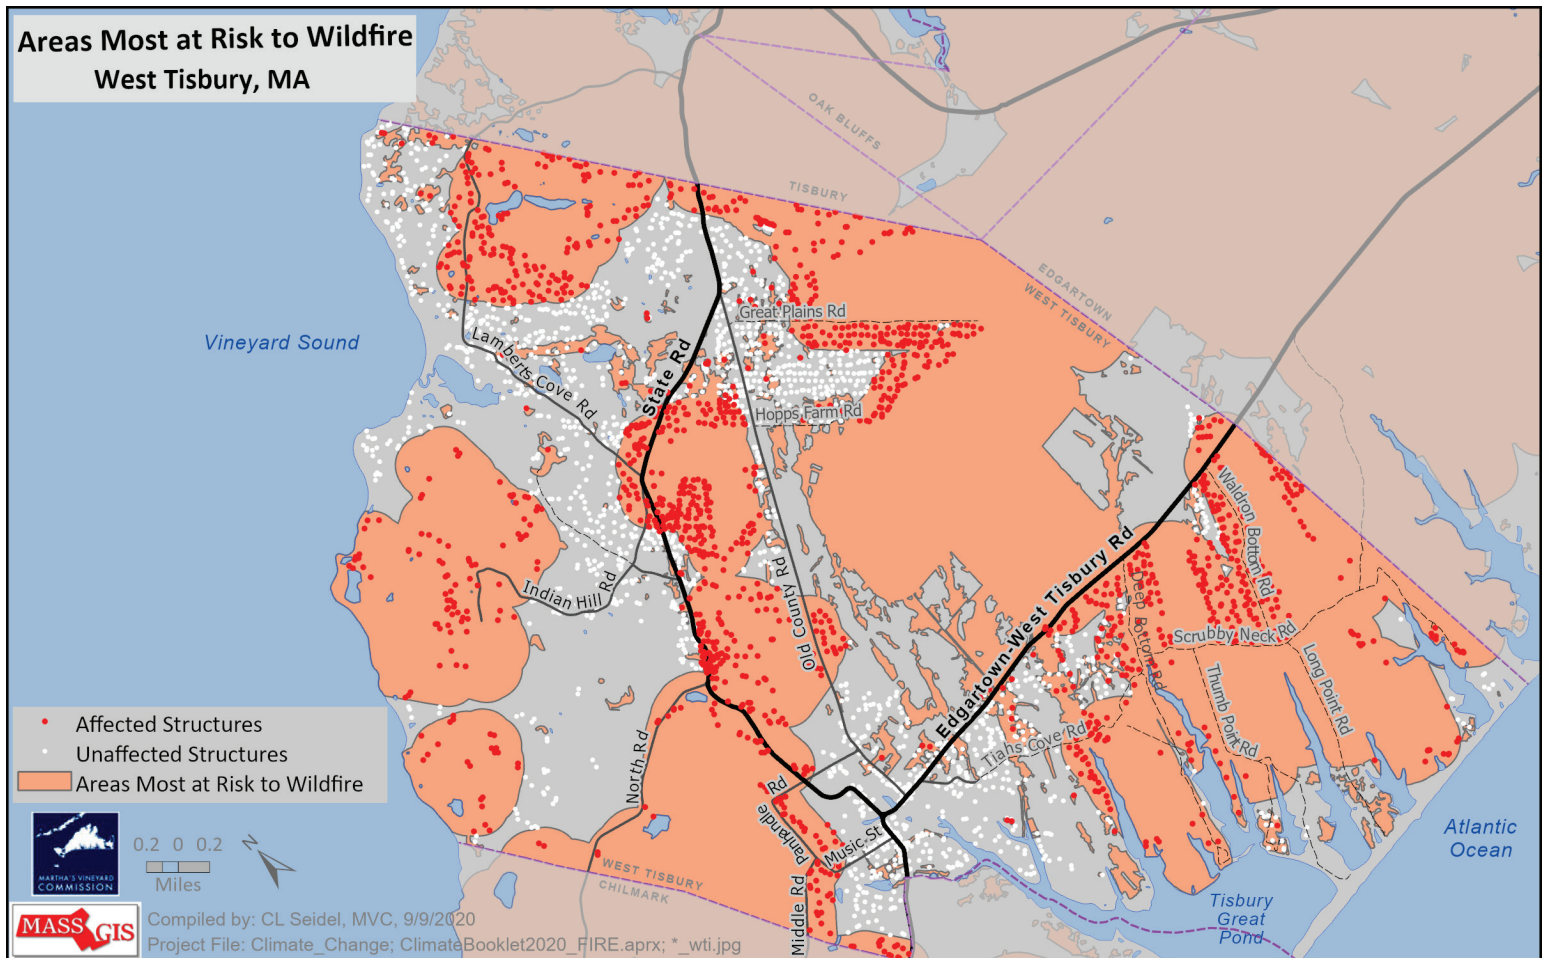 Areas Most at Risk to Wildfire
West Tisbury, MA
OAK BLUFFS
TISBURY
EDGARTOWN
WEST TISBURY
Vineyard Sound
Great Plains Rd
Lamberts Cove Rd
State Rd
Hopps Farm Rd
Waldron Bottom Rd
Edgartown-West Tisbury Rd
Old County Rd
Indian Hill Rd
Deep Bottom Rd
Scrubby Neck Rd
Thumb Point Rd
Long Point Rd
Tiahs Cove Rd
North Rd
Panhandle Rd
Music St
Middle Rd
WEST TISBURY
CHILMARK
Atlantic
Ocean
Tisbury
Great
Pond
Affected Structures
Unaffected Structures
Areas Most at Risk to Wildfire
MARTHA'S VINEYARD
COMMISSION
0.2 0 0.2
Miles
N
MASS GIS
Compiled by: CL Seidel, MVC, 9/9/2020
Project File: Climate_Change; ClimateBooklet2020_FIRE.aprx; *_wti.jpg